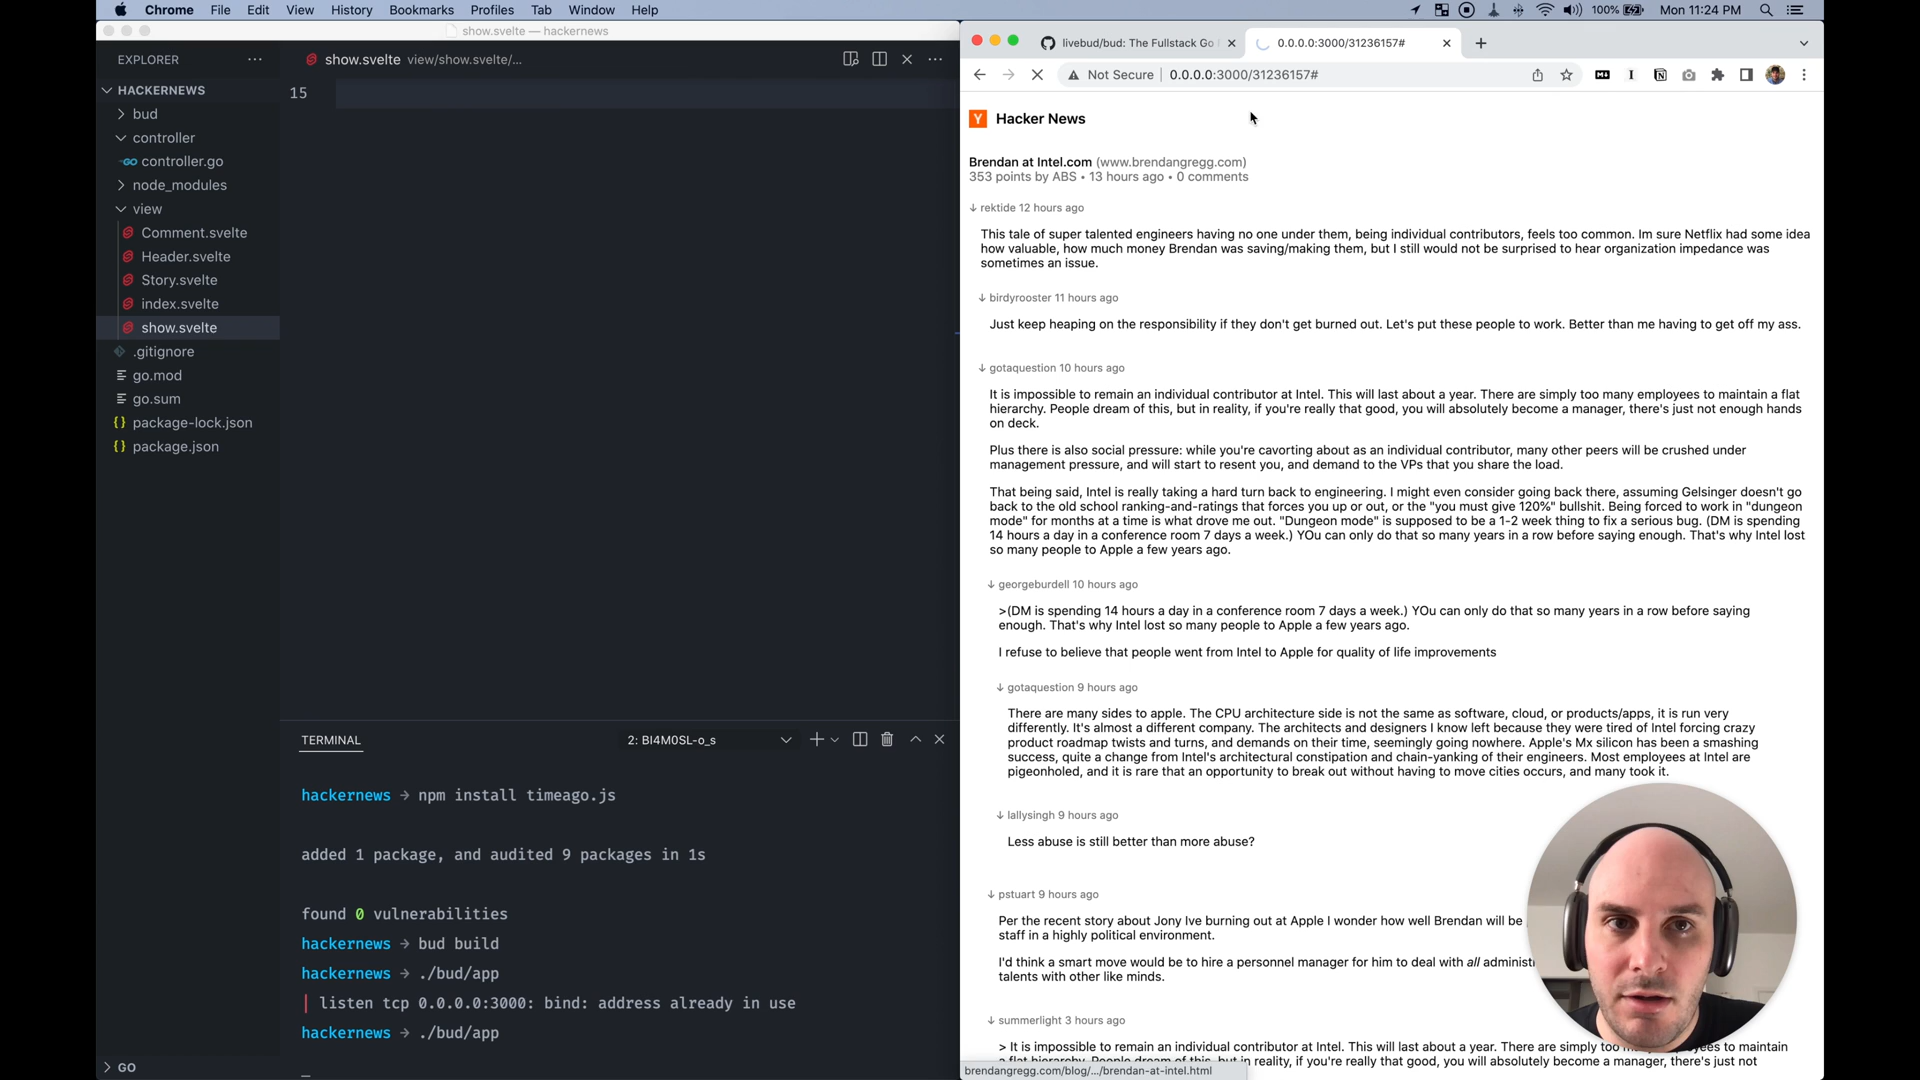 Chrome File Edit View History Bookmarks Profiles Tab Window Help
100% Mon 11:24 PM
show.svelte — hackernews
EXPLORER
HACKERNEWS
bud
controller
controller.go
node_modules
view
Comment.svelte
Header.svelte
Story.svelte
index.svelte
show.svelte
.gitignore
go.mod
go.sum
package-lock.json
package.json
GO
show.svelte view/show.svelte/...
15
TERMINAL
2: BI4M0SL-o_s
hackernews → npm install timeago.js
added 1 package, and audited 9 packages in 1s
found 0 vulnerabilities
hackernews → bud build
hackernews → ./bud/app
| listen tcp 0.0.0.0:3000: bind: address already in use
hackernews → ./bud/app
livebud/bud: The Fullstack Go
0.0.0.0:3000/31236157#
Not Secure | 0.0.0.0:3000/31236157#
Y Hacker News
Brendan at Intel.com (www.brendangregg.com)
353 points by ABS • 13 hours ago • 0 comments
↓ rektide 12 hours ago
This tale of super talented engineers having no one under them, being individual contributors, feels too common. Im sure Netflix had some idea
how valuable, how much money Brendan was saving/making them, but I still would not be surprised to hear organization impedance was
sometimes an issue.
↓ birdyrooster 11 hours ago
Just keep heaping on the responsibility if they don't get burned out. Let's put these people to work. Better than me having to get off my ass.
↓ gotaquestion 10 hours ago
It is impossible to remain an individual contributor at Intel. This will last about a year. There are simply too many employees to maintain a flat
hierarchy. People dream of this, but in reality, if you're really that good, you will absolutely become a manager, there's just not enough hands
on deck.
Plus there is also social pressure: while you're cavorting about as an individual contributor, many other peers will be crushed under
management pressure, and will start to resent you, and demand to the VPs that you share the load.
That being said, Intel is really taking a hard turn back to engineering. I might even consider going back there, assuming Gelsinger doesn't go
back to the old school ranking-and-ratings that forces you up or out, or the "you must give 120%" bullshit. Being forced to work in "dungeon
mode" for months at a time is what drove me out. "Dungeon mode" is supposed to be a 1-2 week thing to fix a serious bug. (DM is spending
14 hours a day in a conference room 7 days a week.) YOu can only do that so many years in a row before saying enough. That's why Intel lost
so many people to Apple a few years ago.
↓ georgeburdell 10 hours ago
>(DM is spending 14 hours a day in a conference room 7 days a week.) YOu can only do that so many years in a row before saying
enough. That's why Intel lost so many people to Apple a few years ago.
I refuse to believe that people went from Intel to Apple for quality of life improvements
↓ gotaquestion 9 hours ago
There are many sides to apple. The CPU architecture side is not the same as software, cloud, or products/apps, it is run very
differently. It's almost a different company. The architects and designers I know left because they were tired of Intel forcing crazy
product roadmap twists and turns, and demands on their time, seemingly going nowhere. Apple's Mx silicon has been a smashing
success, quite a change from Intel's architectural constipation and chain-yanking of their engineers. Most employees at Intel are
pigeonholed, and it is rare that an opportunity to break out without having to move cities occurs, and many took it.
↓ lallysingh 9 hours ago
Less abuse is still better than more abuse?
↓ pstuart 9 hours ago
Per the recent story about Jony Ive burning out at Apple I wonder how well Brendan will be
staff in a highly political environment.
I'd think a smart move would be to hire a personnel manager for him to deal with all administ
talents with other like minds.
↓ summerlight 3 hours ago
> It is impossible to remain an individual contributor at Intel. This will last about a year. There are simply too employees to maintain
a flat hierarchy. People dream of this, but in reality, if you're really that good, you will absolutely become a manager, there's just not
brendangregg.com/blog/.../brendan-at-intel.html